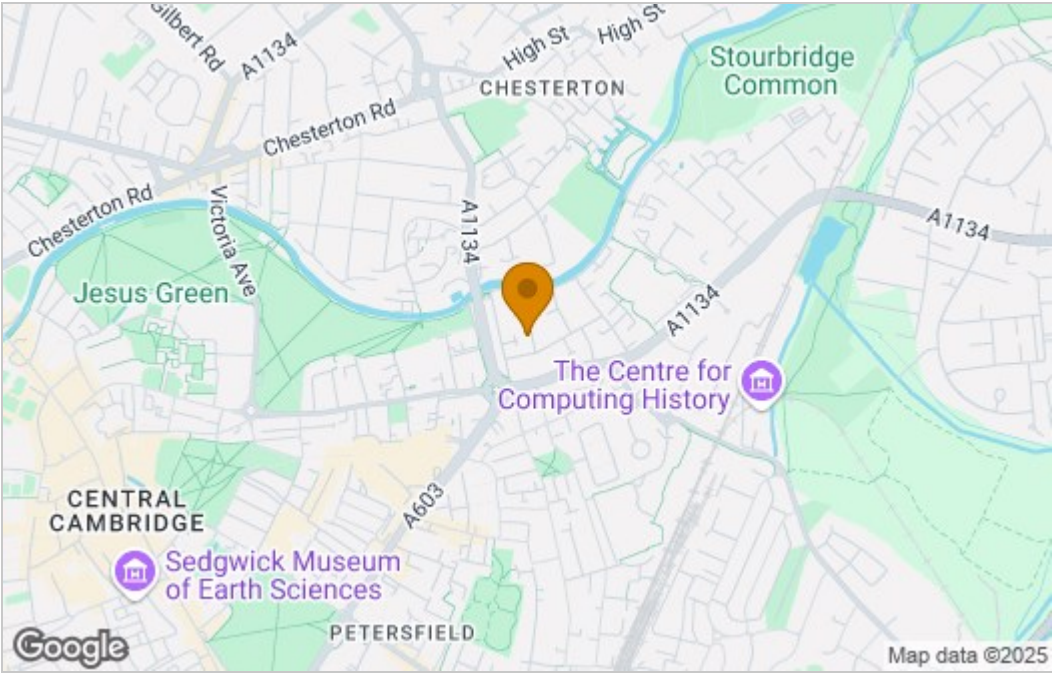 Gilbert Rd
A1134
High St
High St
CHESTERTON
Stourbridge
Common
Chesterton Rd
Chesterton Rd
Victoria Ave
A1134
A1134
Jesus Green
A1134
The Centre for
Computing History
A603
CENTRAL
CAMBRIDGE
Sedgwick Museum
of Earth Sciences
PETERSFIELD
Google
Map data ©2025